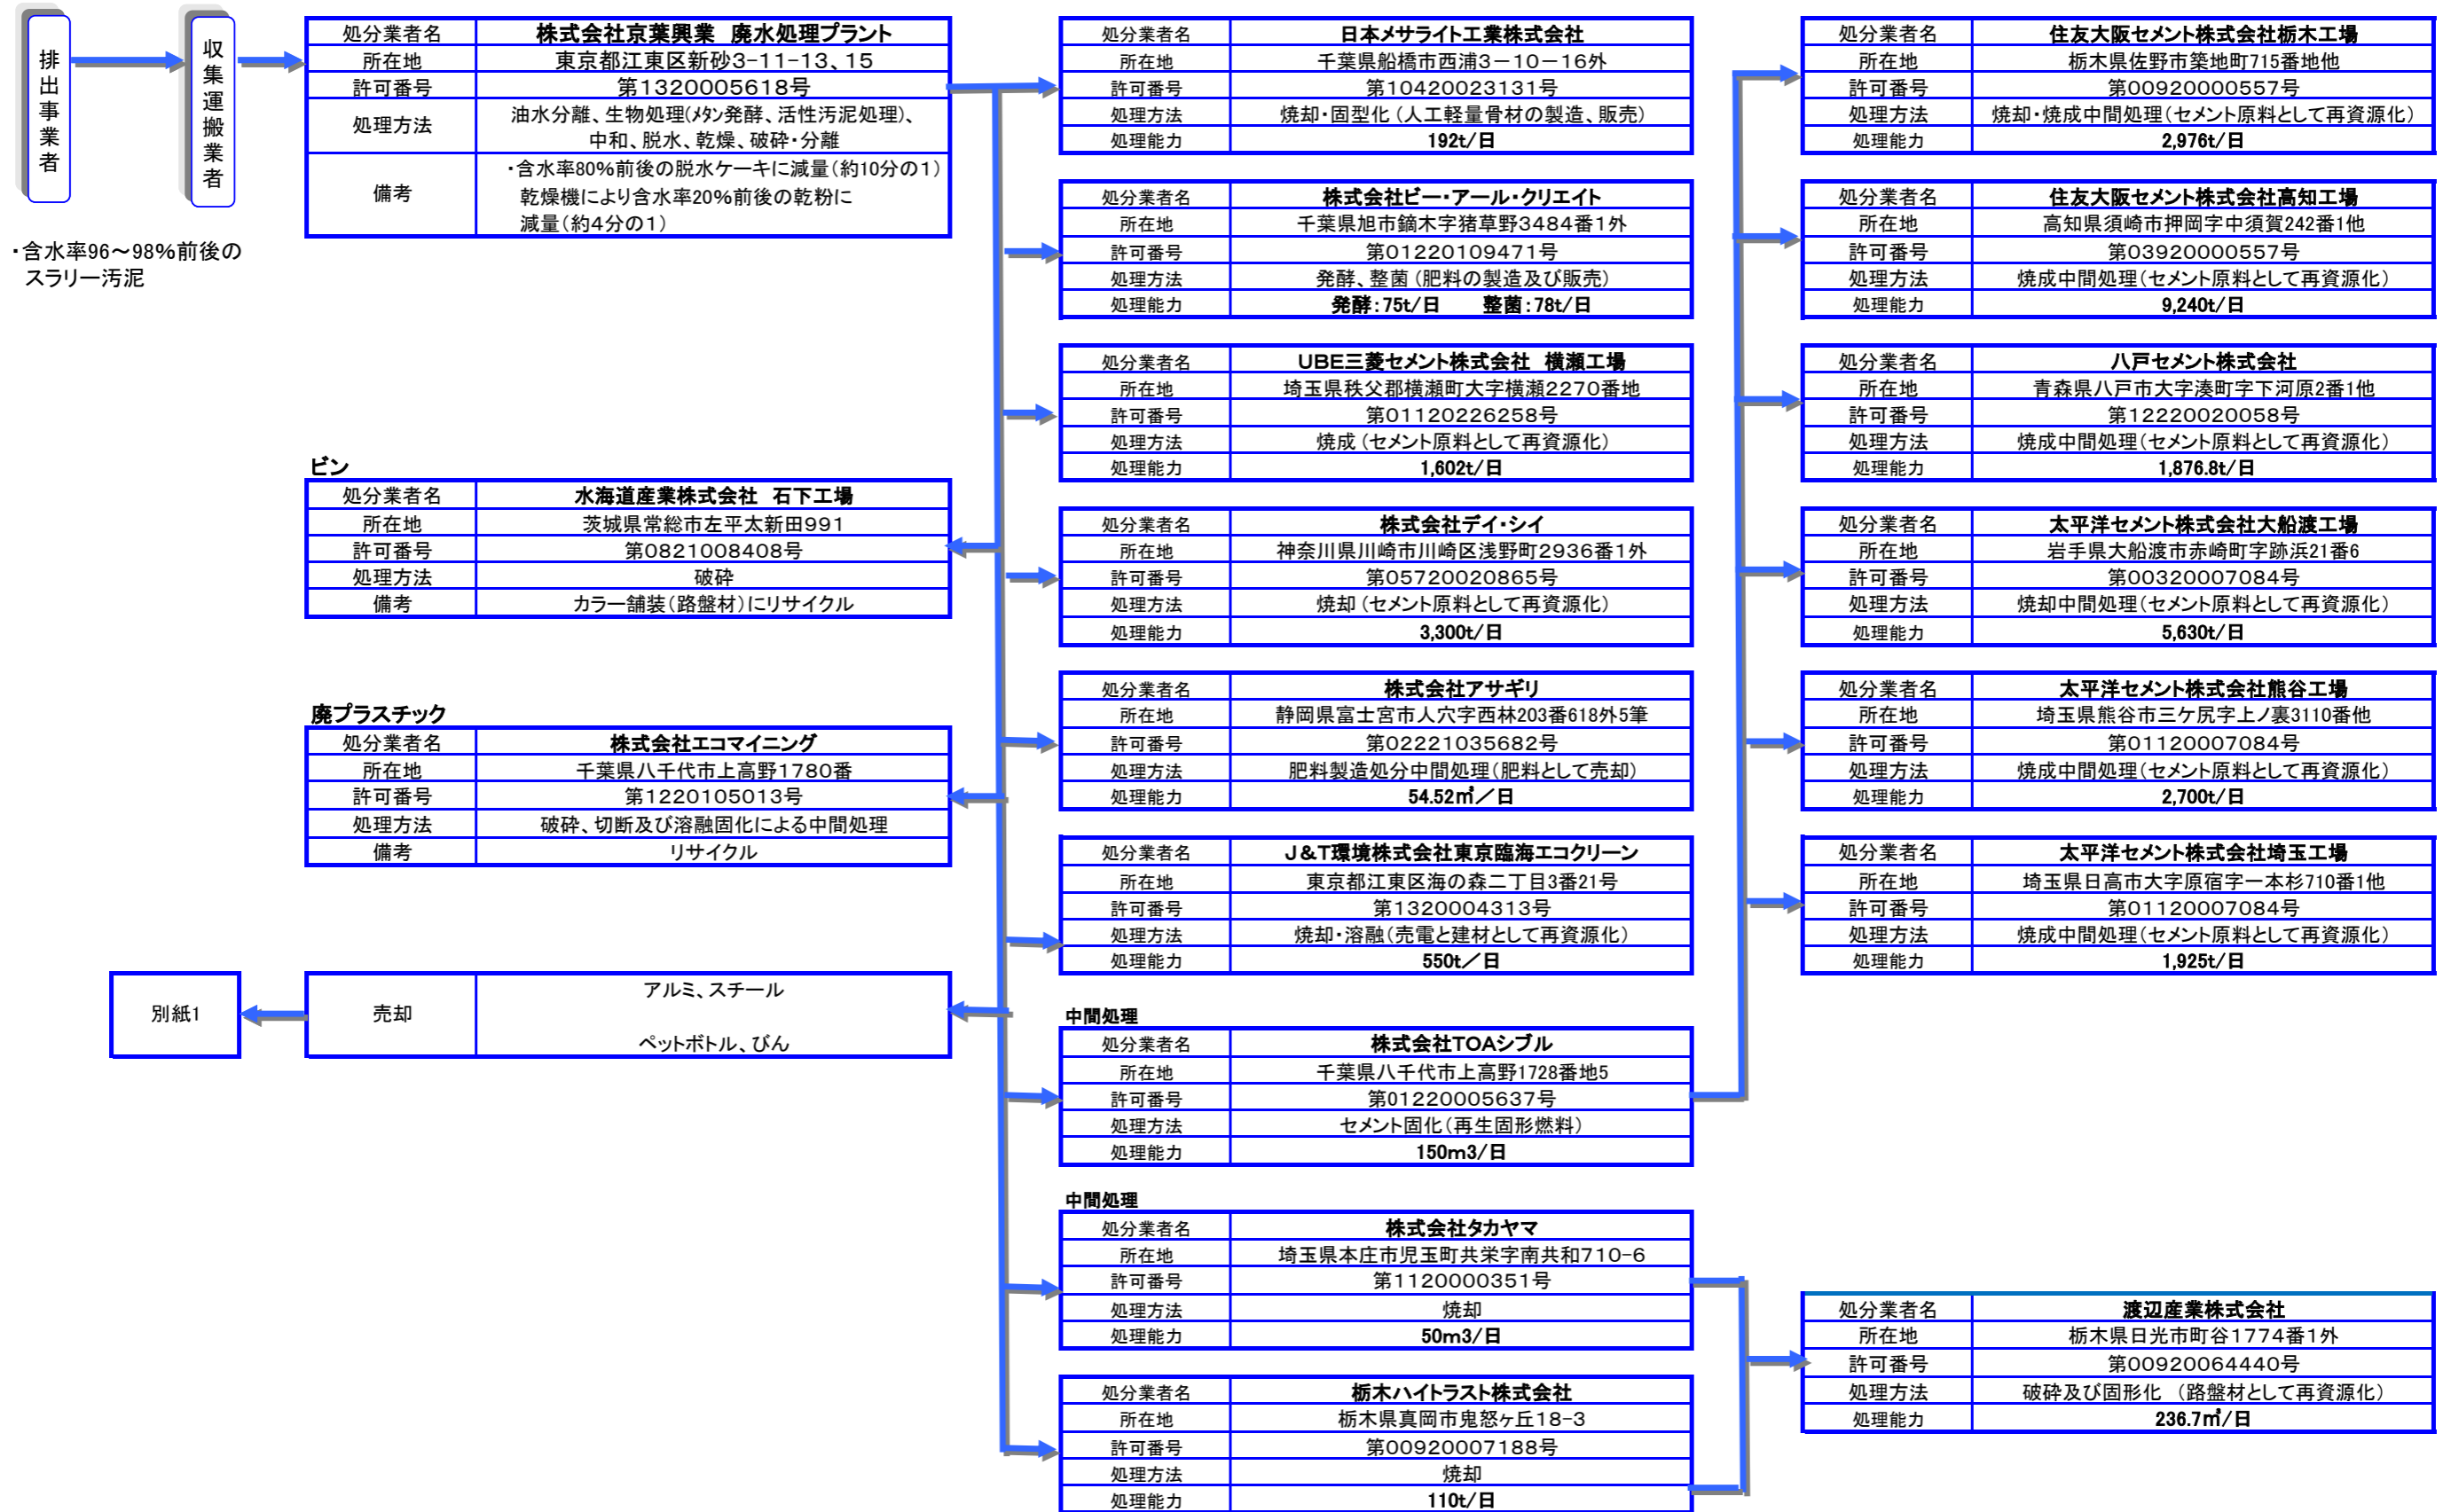 排出事業者
収集運搬業者
・含水率96～98%前後の
スラリー汚泥
処分業者名 株式会社京葉興業 廃水処理プラント
所在地 東京都江東区新砂3-11-13、15
許可番号 第1320005618号
処理方法 油水分離、生物処理(メタン発酵、活性汚泥処理)、
中和、脱水、乾燥、破砕・分離
備考 ・含水率80%前後の脱水ケーキに減量(約10分の1)
乾燥機により含水率20%前後の乾粉に
減量(約4分の1)
ビン
処分業者名 水海道産業株式会社 石下工場
所在地 茨城県常総市左平太新田991
許可番号 第0821008408号
処理方法 破砕
備考 カラー舗装(路盤材)にリサイクル
廃プラスチック
処分業者名 株式会社エコマイニング
所在地 千葉県八千代市上高野1780番
許可番号 第1220105013号
処理方法 破砕、切断及び溶融固化による中間処理
備考 リサイクル
別紙1
売却 アルミ、スチール
ペットボトル、びん
処分業者名 日本メサライト工業株式会社
所在地 千葉県船橋市西浦3－10－16外
許可番号 第10420023131号
処理方法 焼却・固型化(人工軽量骨材の製造、販売)
処理能力 192t/日
処分業者名 株式会社ビー・アール・クリエイト
所在地 千葉県旭市鏑木字猪草野3484番1外
許可番号 第01220109471号
処理方法 発酵、整菌(肥料の製造及び販売)
処理能力 発酵:75t/日 整菌:78t/日
処分業者名 UBE三菱セメント株式会社 横瀬工場
所在地 埼玉県秩父郡横瀬町大字横瀬2270番地
許可番号 第01120226258号
処理方法 焼成(セメント原料として再資源化)
処理能力 1,602t/日
処分業者名 株式会社デイ・シイ
所在地 神奈川県川崎市川崎区浅野町2936番1外
許可番号 第05720020865号
処理方法 焼却(セメント原料として再資源化)
処理能力 3,300t/日
処分業者名 株式会社アサギリ
所在地 静岡県富士宮市人穴字西林203番618外5筆
許可番号 第02221035682号
処理方法 肥料製造処分中間処理(肥料として売却)
処理能力 54.52㎥／日
処分業者名 J&T環境株式会社東京臨海エコクリーン
所在地 東京都江東区海の森二丁目3番21号
許可番号 第1320004313号
処理方法 焼却・溶融(売電と建材として再資源化)
処理能力 550t／日
中間処理
処分業者名 株式会社TOAシブル
所在地 千葉県八千代市上高野1728番地5
許可番号 第01220005637号
処理方法 セメント固化(再生固形燃料)
処理能力 150m3/日
中間処理
処分業者名 株式会社タカヤマ
所在地 埼玉県本庄市児玉町共栄字南共和710-6
許可番号 第1120000351号
処理方法 焼却
処理能力 50m3/日
処分業者名 栃木ハイトラスト株式会社
所在地 栃木県真岡市鬼怒ヶ丘18-3
許可番号 第00920007188号
処理方法 焼却
処理能力 110t/日
処分業者名 住友大阪セメント株式会社栃木工場
所在地 栃木県佐野市築地町715番地他
許可番号 第00920000557号
処理方法 焼却・焼成中間処理(セメント原料として再資源化)
処理能力 2,976t/日
処分業者名 住友大阪セメント株式会社高知工場
所在地 高知県須崎市押岡字中須賀242番1他
許可番号 第03920000557号
処理方法 焼成中間処理(セメント原料として再資源化)
処理能力 9,240t/日
処分業者名 八戸セメント株式会社
所在地 青森県八戸市大字湊町字下河原2番1他
許可番号 第12220020058号
処理方法 焼成中間処理(セメント原料として再資源化)
処理能力 1,876.8t/日
処分業者名 太平洋セメント株式会社大船渡工場
所在地 岩手県大船渡市赤崎町字跡浜21番6
許可番号 第00320007084号
処理方法 焼却中間処理(セメント原料として再資源化)
処理能力 5,630t/日
処分業者名 太平洋セメント株式会社熊谷工場
所在地 埼玉県熊谷市三ケ尻字上ノ裏3110番他
許可番号 第01120007084号
処理方法 焼成中間処理(セメント原料として再資源化)
処理能力 2,700t/日
処分業者名 太平洋セメント株式会社埼玉工場
所在地 埼玉県日高市大字原宿字一本杉710番1他
許可番号 第01120007084号
処理方法 焼成中間処理(セメント原料として再資源化)
処理能力 1,925t/日
処分業者名 渡辺産業株式会社
所在地 栃木県日光市町谷1774番1外
許可番号 第00920064440号
処理方法 破砕及び固形化 (路盤材として再資源化)
処理能力 236.7㎥/日